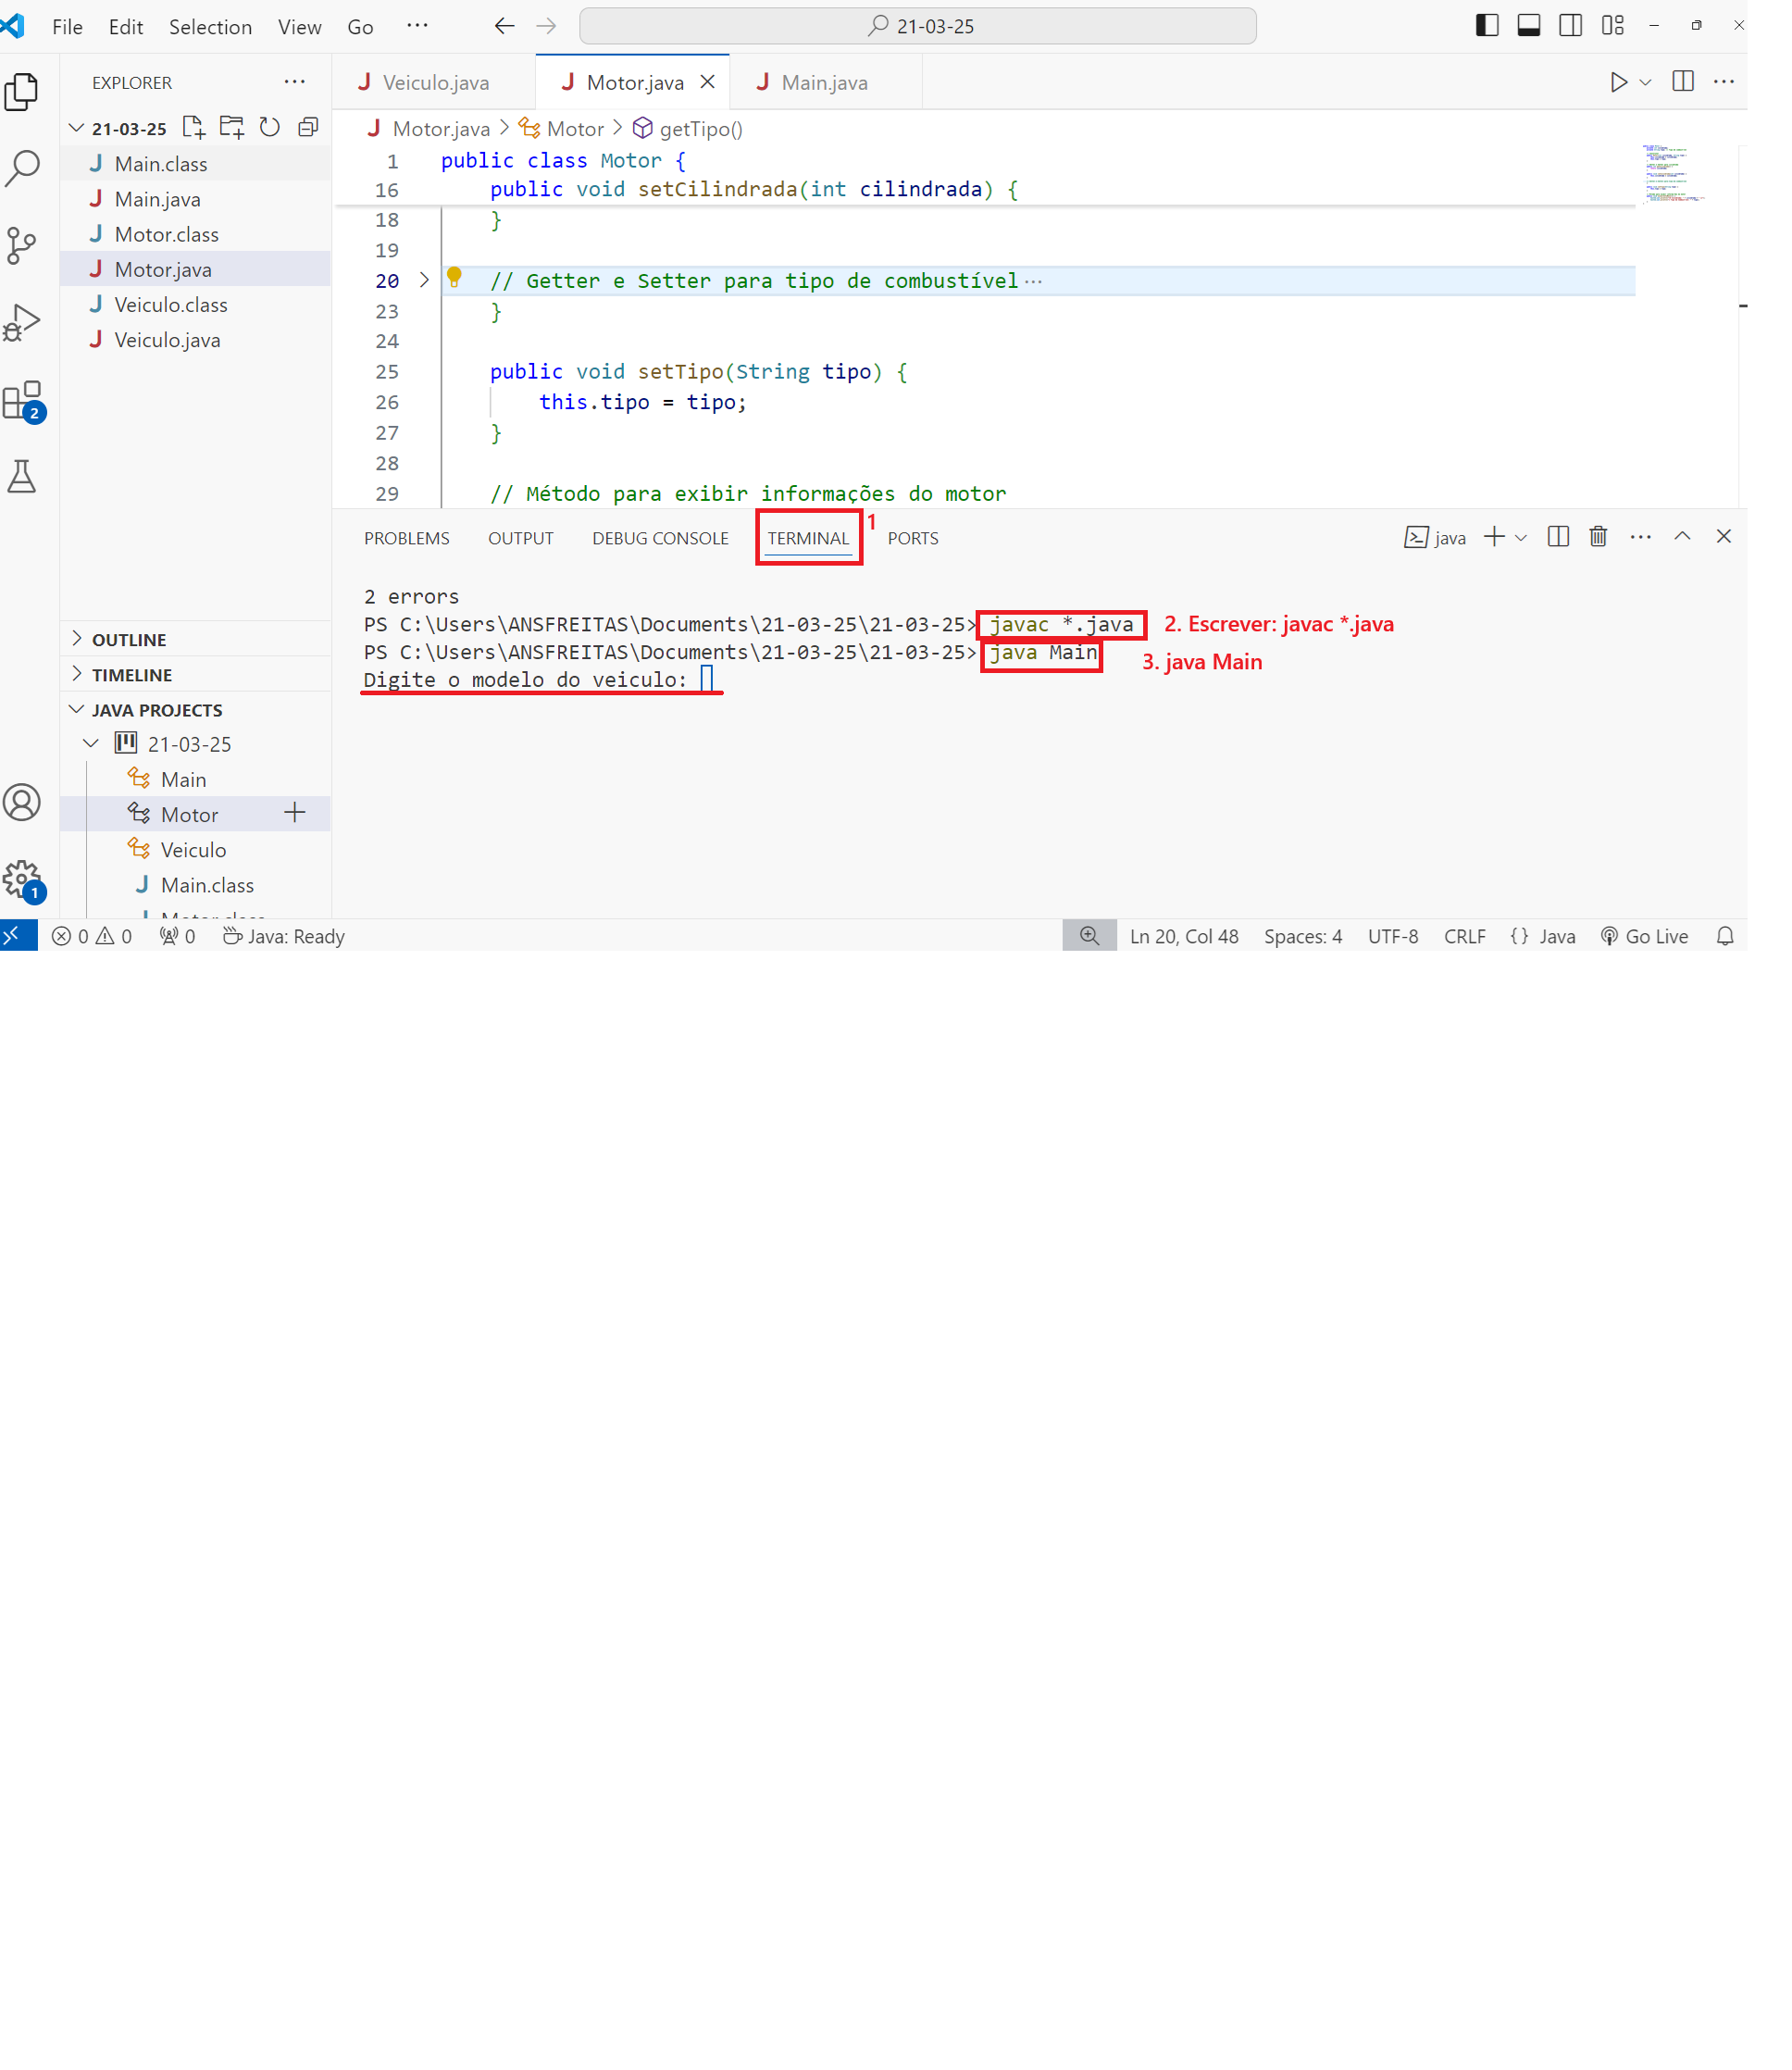 File Edit Selection View Go ··· 21-03-25
EXPLORER ···
21-03-25
Main.class
Main.java
Motor.class
Motor.java
Veiculo.class
Veiculo.java
OUTLINE
TIMELINE
JAVA PROJECTS
21-03-25
Main
Motor
Veiculo
Main.class
Motor.class
2
1
Veiculo.java Motor.java Main.java
Motor.java > Motor > getTipo()
1 public class Motor {
16 public void setCilindrada(int cilindrada) {
18 }
19
20 // Getter e Setter para tipo de combustível ···
23 }
24
25 public void setTipo(String tipo) {
26 this.tipo = tipo;
27 }
28
29 // Método para exibir informações do motor
PROBLEMS OUTPUT DEBUG CONSOLE TERMINAL 1 PORTS java
2 errors
PS C:\Users\ANSFREITAS\Documents\21-03-25\21-03-25> javac *.java 2. Escrever: javac *.java
PS C:\Users\ANSFREITAS\Documents\21-03-25\21-03-25> java Main 3. java Main
Digite o modelo do veiculo:
0 0 0 Java: Ready Ln 20, Col 48 Spaces: 4 UTF-8 CRLF {} Java Go Live